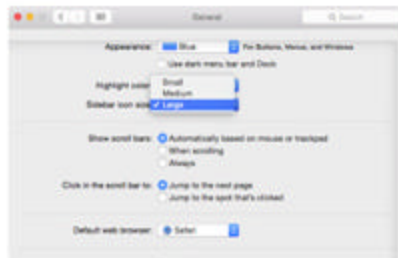 General
Search
Appearance: Blue For Buttons, Menus, and Windows
Use dark menu bar and Dock
Highlight color:
Small
Medium
Sidebar icon size: ✓ Large
Show scroll bars: Automatically based on mouse or trackpad
When scrolling
Always
Click in the scroll bar to: Jump to the next page
Jump to the spot that's clicked
Default web browser: Safari